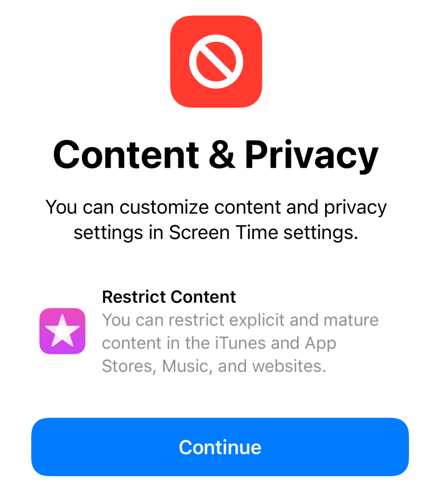 Content & Privacy
You can customize content and privacy
settings in Screen Time settings.
Restrict Content
You can restrict explicit and mature
content in the iTunes and App
Stores, Music, and websites.
Continue